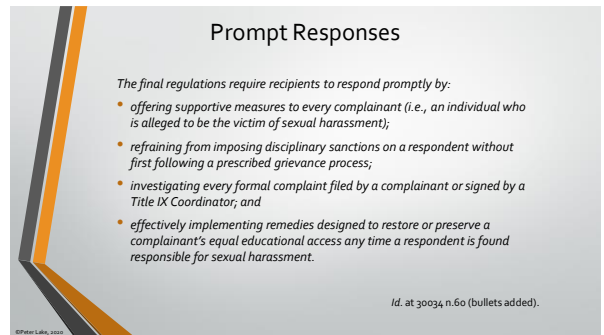 Prompt Responses
The final regulations require recipients to respond promptly by:
• offering supportive measures to every complainant (i.e., an individual who
is alleged to be the victim of sexual harassment);
• refraining from imposing disciplinary sanctions on a respondent without
first following a prescribed grievance process;
• investigating every formal complaint filed by a complainant or signed by a
Title IX Coordinator; and
• effectively implementing remedies designed to restore or preserve a
complainant's equal educational access any time a respondent is found
responsible for sexual harassment.
Id. at 30034 n.60 (bullets added).
©Peter Lake, 2020